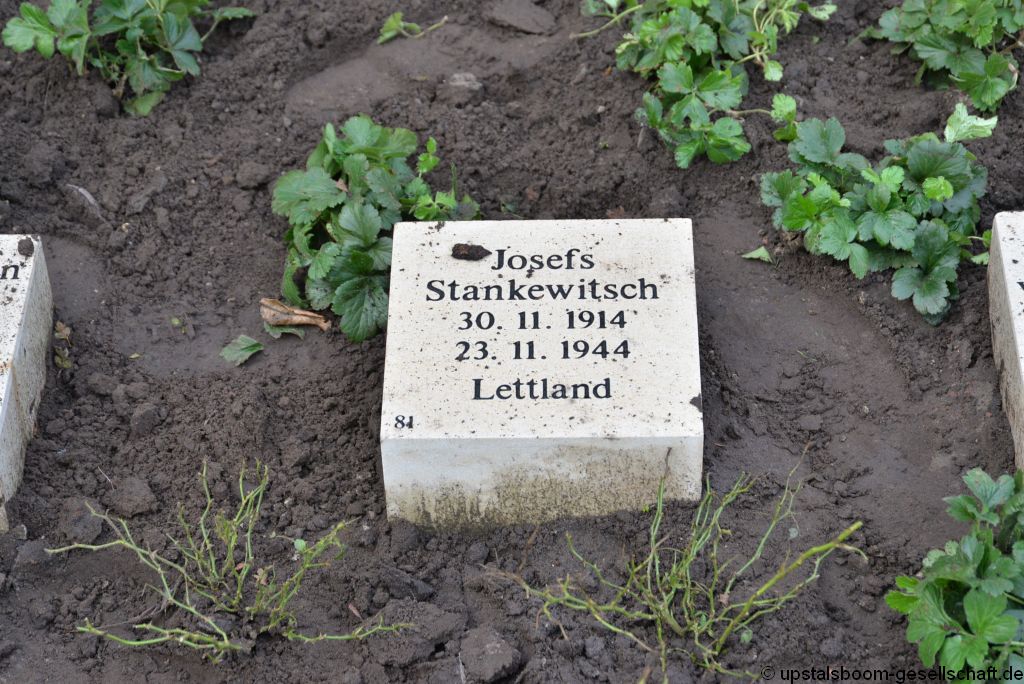 Josefs
Stankewitsch
30. 11. 1914
23. 11. 1944
Lettland
81
n
© upstalsboom-gesellschaft.de